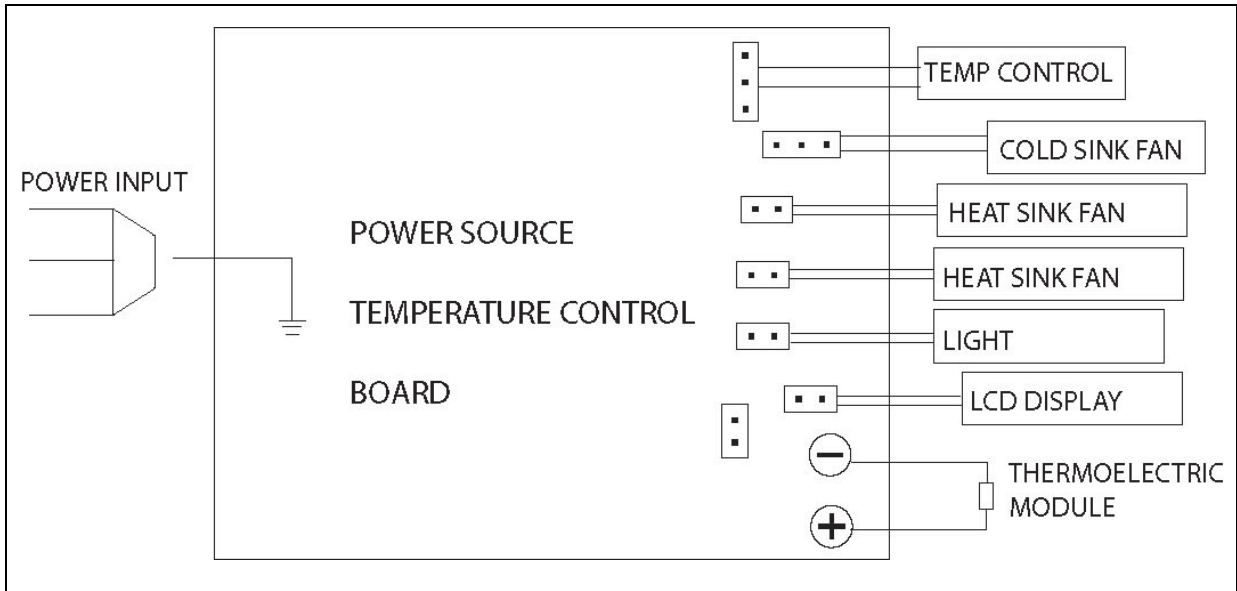 POWER INPUT
POWER SOURCE
TEMPERATURE CONTROL
BOARD
TEMP CONTROL
COLD SINK FAN
HEAT SINK FAN
HEAT SINK FAN
LIGHT
LCD DISPLAY
THERMOELECTRIC
MODULE